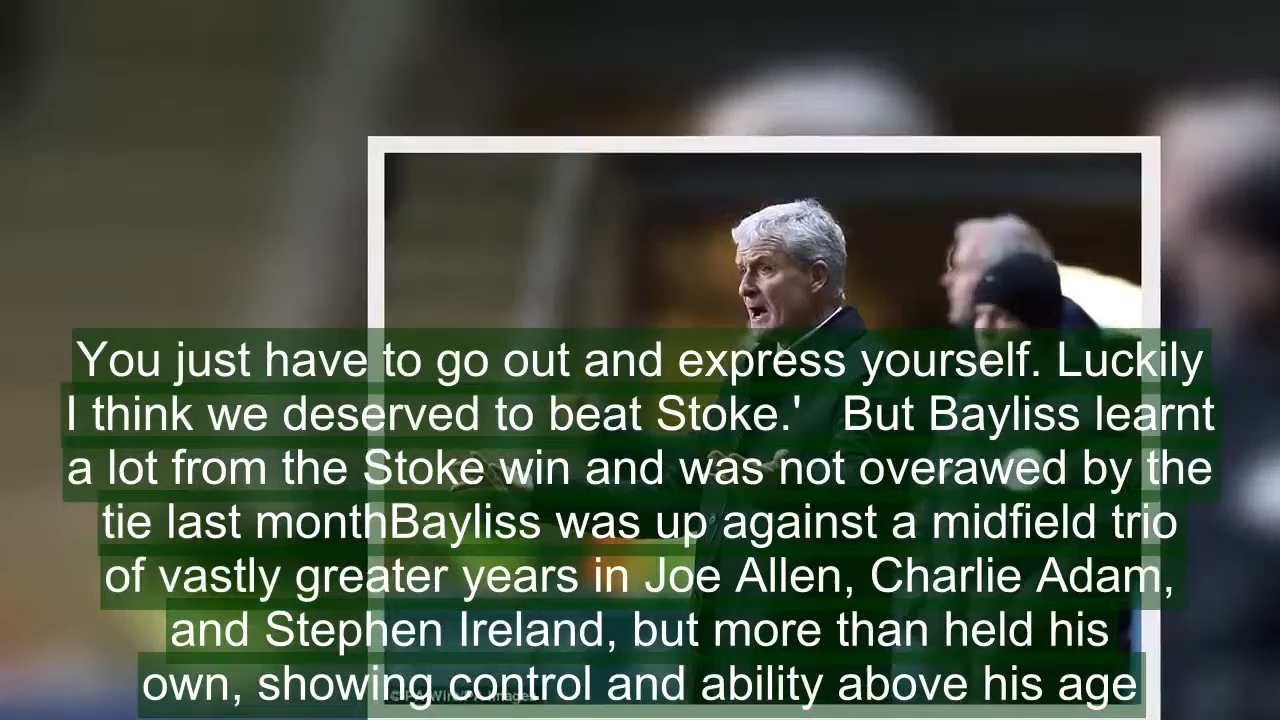 You just have to go out and express yourself. Luckily
I think we deserved to beat Stoke.'   But Bayliss learnt
a lot from the Stoke win and was not overawed by the
tie last monthBayliss was up against a midfield trio
of vastly greater years in Joe Allen, Charlie Adam,
and Stephen Ireland, but more than held his
own, showing control and ability above his age